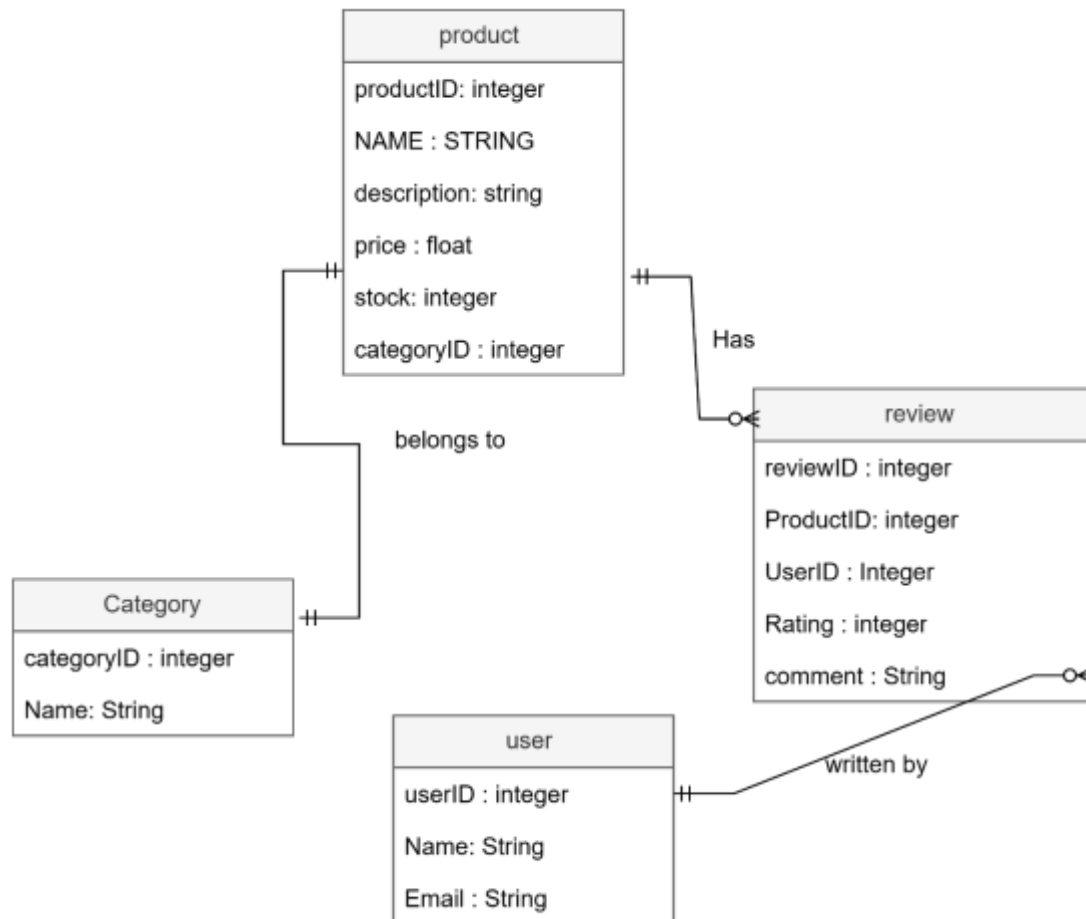 product
productID: integer
NAME : STRING
description: string
price : float
stock: integer
categoryID : integer
Has
belongs to
review
reviewID : integer
ProductID: integer
UserID : Integer
Rating : integer
comment : String
Category
categoryID : integer
Name: String
user
userID : integer
Name: String
Email : String
written by